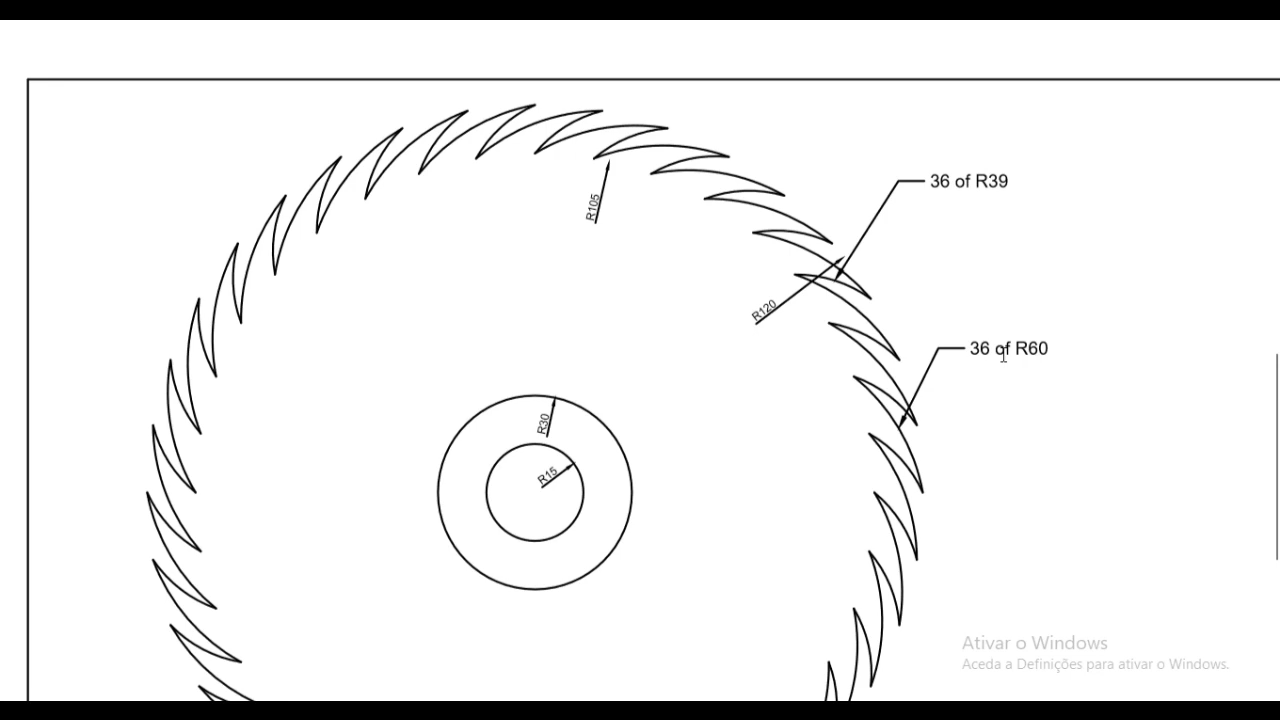 36 of R39
R105
R120
36 of R60
R30
R15
Ativar o Windows
Aceda a Definições para ativar o Windows.